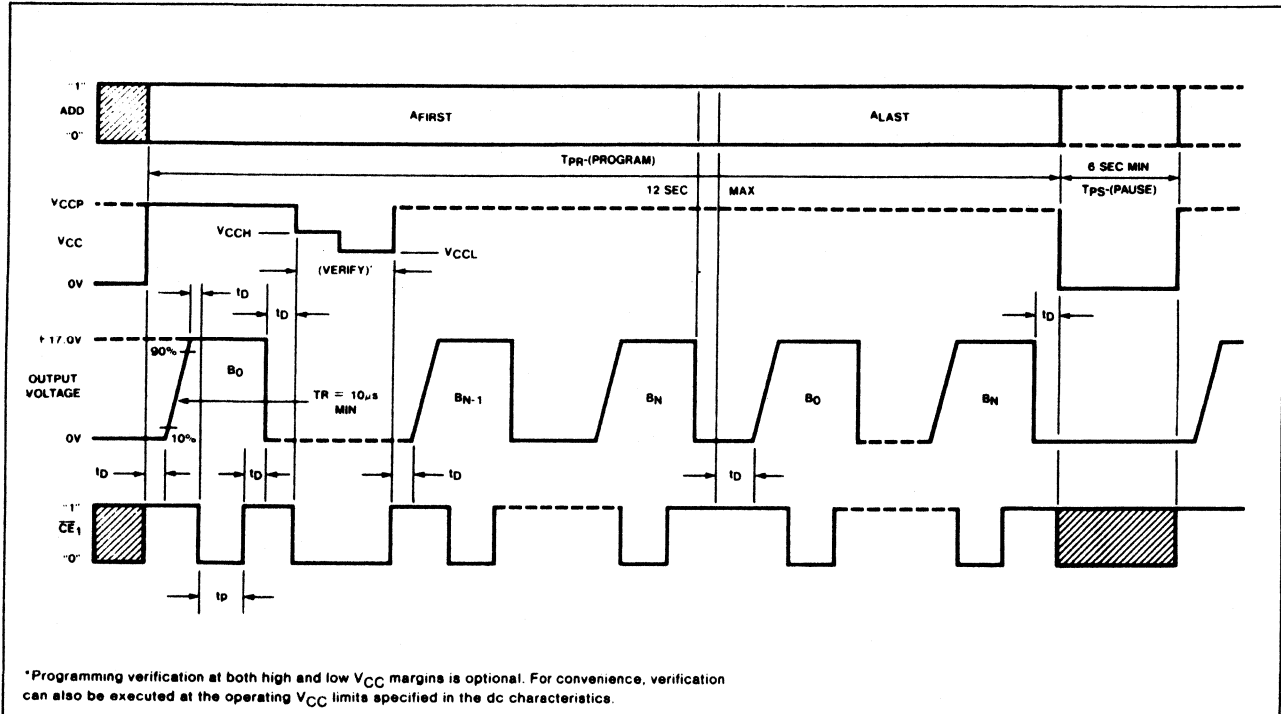 "1"
ADD
"0"
AFIRST
ALAST
TPR-(PROGRAM)
6 SEC MIN
12 SEC MAX
TPS-(PAUSE)
VCCP
VCC
0V
VCCH
VCCL
(VERIFY)*
tD
tD
tD
+17.0V
90%
OUTPUT
VOLTAGE
B0
TR = 10μs
MIN
BN-1
BN
B0
BN
0V
10%
tD
tD
tD
tD
"1"
CE1
"0"
tp
*Programming verification at both high and low VCC margins is optional. For convenience, verification
can also be executed at the operating VCC limits specified in the dc characteristics.